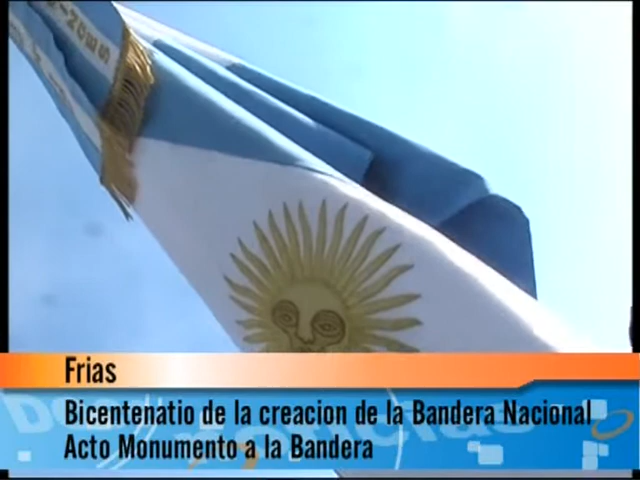 Frias
Bicentenatio de la creacion de la Bandera Nacional
Acto Monumento a la Bandera